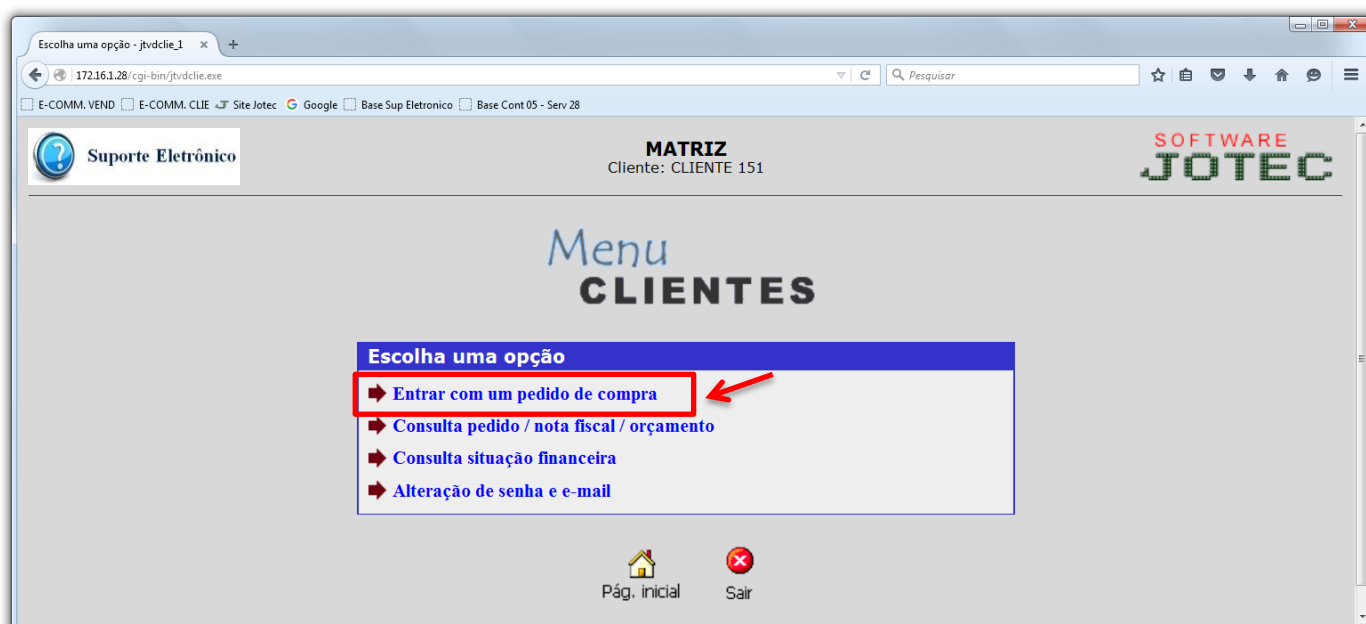 Escolha uma opção - jtvdclie_1
172.16.1.28/cgi-bin/jtvdclie.exe
Pesquisar
E-COMM. VEND E-COMM. CLIE Site Jotec Google Base Sup Eletronico Base Cont 05 - Serv 28
Suporte Eletrônico
MATRIZ
Cliente: CLIENTE 151
SOFTWARE
JOTEC
Menu
CLIENTES
Escolha uma opção
Entrar com um pedido de compra
Consulta pedido / nota fiscal / orçamento
Consulta situação financeira
Alteração de senha e e-mail
Pág. inicial Sair